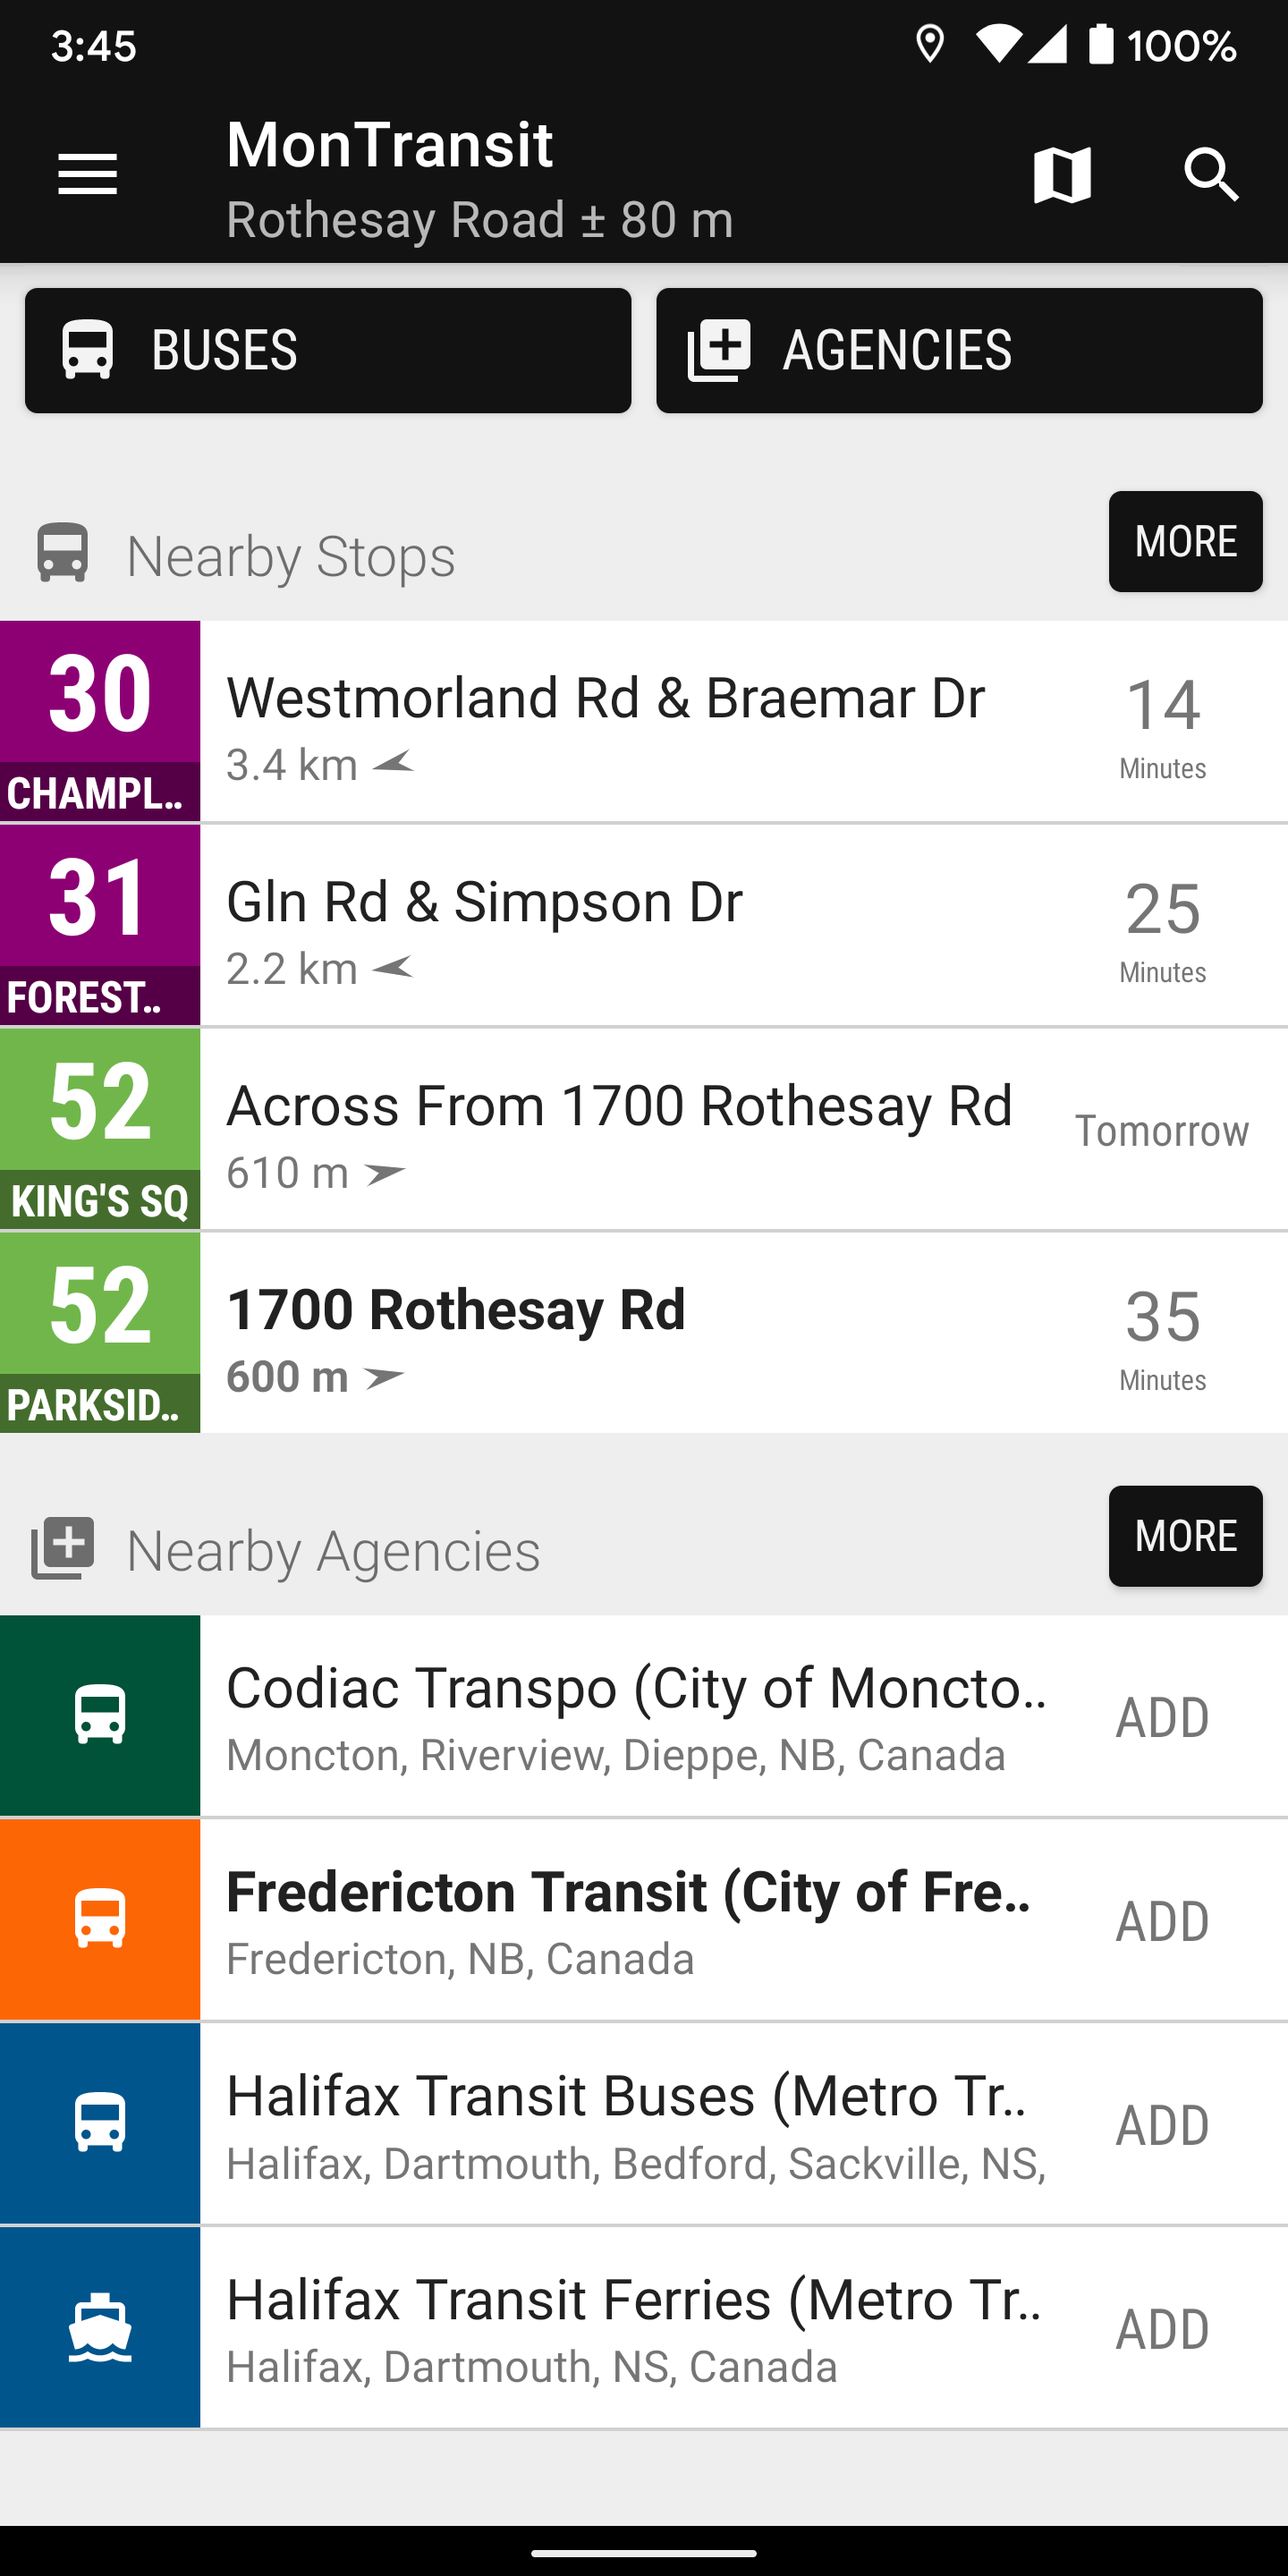 3:45
100%
MonTransit
Rothesay Road ± 80 m
BUSES
AGENCIES
Nearby Stops
MORE
30
CHAMPL..
Westmorland Rd & Braemar Dr
3.4 km
14
Minutes
31
FOREST..
Gln Rd & Simpson Dr
2.2 km
25
Minutes
52
KING'S SQ
Across From 1700 Rothesay Rd
610 m
Tomorrow
52
PARKSID..
1700 Rothesay Rd
600 m
35
Minutes
Nearby Agencies
MORE
Codiac Transpo (City of Moncto..
Moncton, Riverview, Dieppe, NB, Canada
ADD
Fredericton Transit (City of Fre..
Fredericton, NB, Canada
ADD
Halifax Transit Buses (Metro Tr..
Halifax, Dartmouth, Bedford, Sackville, NS,
ADD
Halifax Transit Ferries (Metro Tr..
Halifax, Dartmouth, NS, Canada
ADD